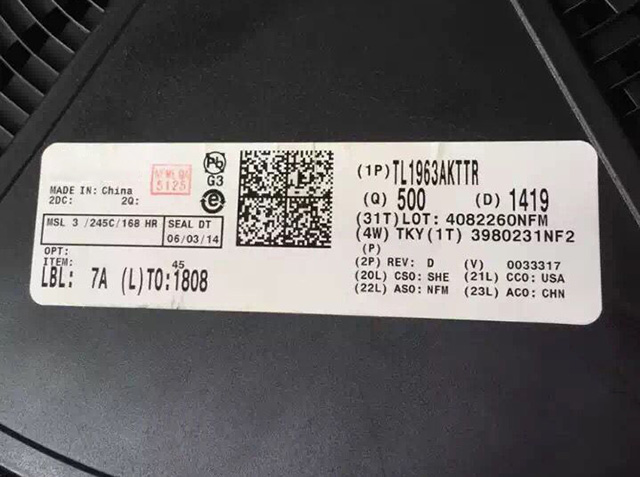 MADE IN: China
2DC: 2Q:
5125
Pb
G3
e
MSL 3 /245C/168 HR
SEAL DT
06/03/14
OPT:
ITEM:
45
LBL: 7A (L)TO:1808
(1P) TL1963AKTTR
(Q) 500 (D) 1419
(31T)LOT: 4082260NFM
(4W) TKY(1T) 3980231NF2
(P)
(2P) REV: D (V) 0033317
(20L) CSO: SHE (21L) CCO: USA
(22L) ASO: NFM (23L) ACO: CHN